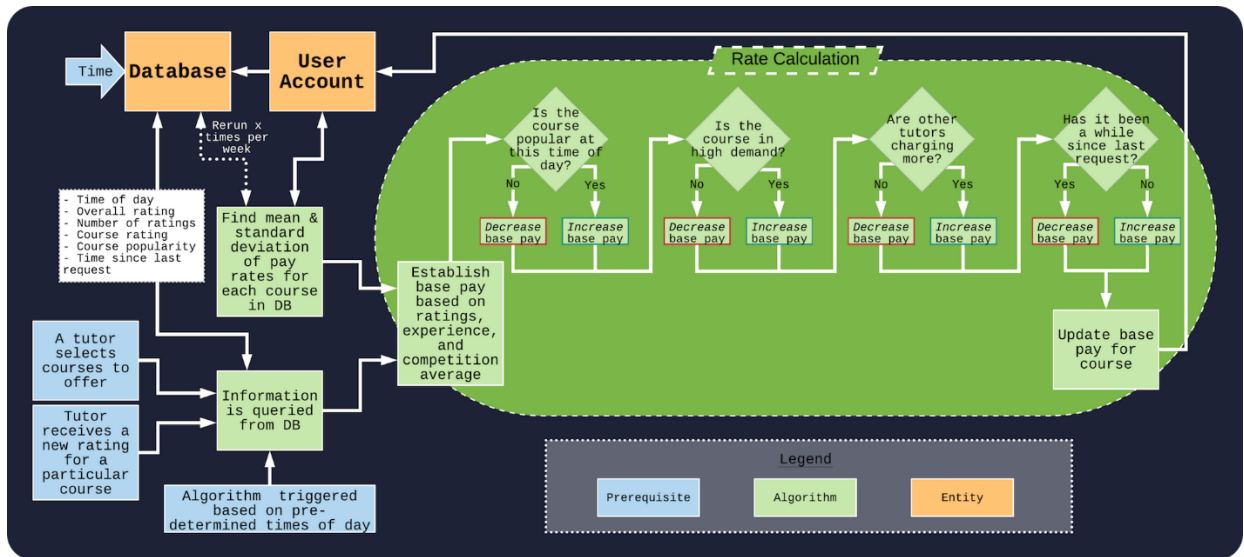 Time
Database
User
Account
Rerun x
times per
week
- Time of day
- Overall rating
- Number of ratings
- Course rating
- Course popularity
- Time since last
request
Find mean &
standard
deviation
of pay
rates for
each course
in DB
A tutor
selects
courses to
offer
Tutor
receives a
new rating
for a
particular
course
Information
is queried
from DB
Algorithm triggered
based on pre-
determined times of day
Establish
base pay
based on
ratings,
experience,
and
competition
average
Rate Calculation
Is the
course
popular at
this time of
day?
No
Yes
Decrease
base pay
Increase
base pay
Is the
course in
high demand?
No
Yes
Decrease
base pay
Increase
base pay
Are other
tutors
charging
more?
No
Yes
Decrease
base pay
Increase
base pay
Has it been
a while
since last
request?
Yes
No
Decrease
base pay
Increase
base pay
Update base
pay for
course
Legend
Prerequisite
Algorithm
Entity